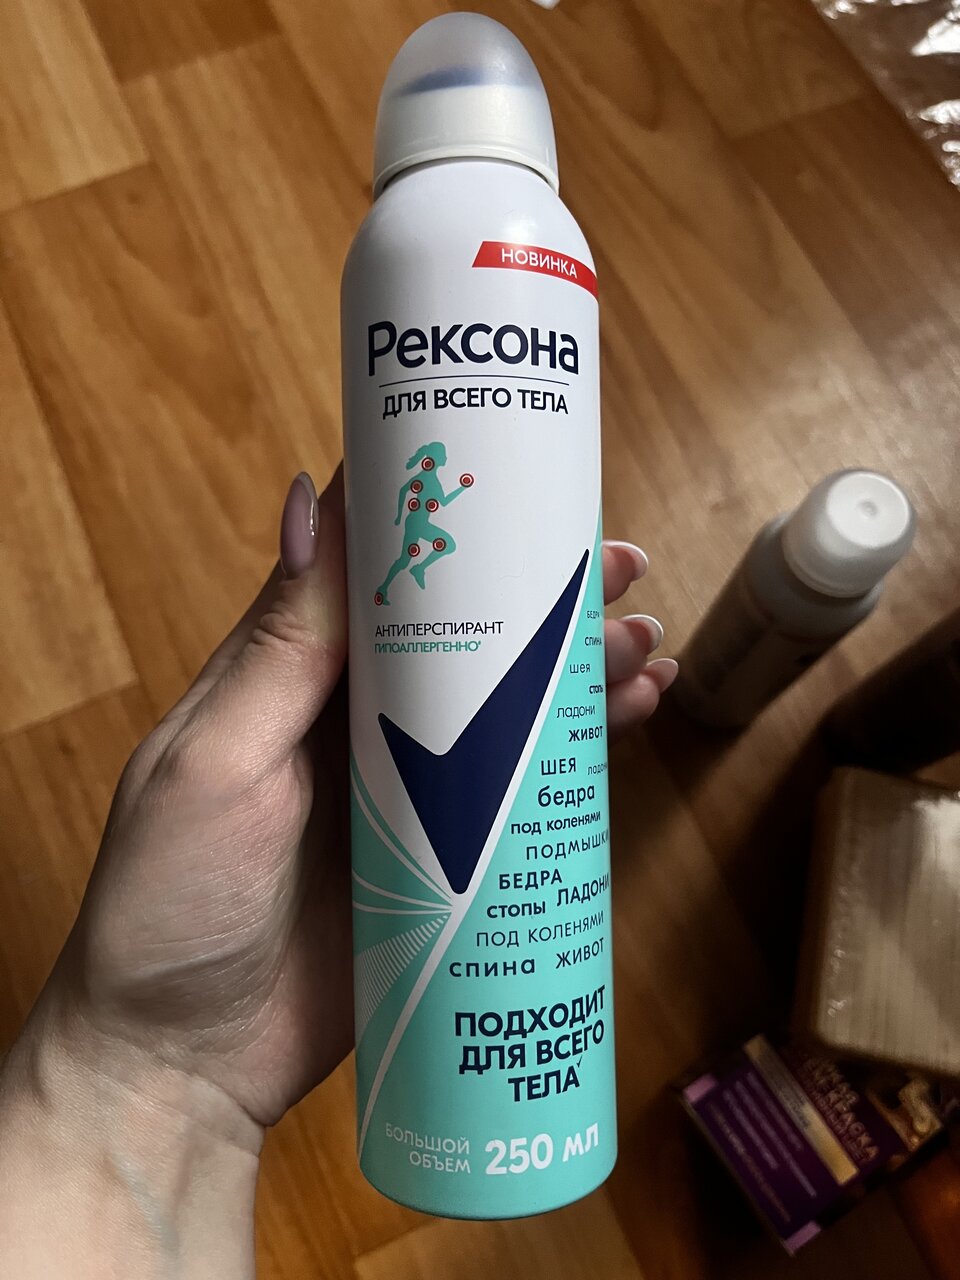 НОВИНКА
Рексона
ДЛЯ ВСЕГО ТЕЛА
АНТИПЕРСПИРАНТ
ГИПОАЛЛЕРГЕННО
БЕДРА
СПИНА
шея
стопы
ЛАДОНИ
ЖИВОТ
ШЕЯ ладони
бедра
под коленями
ПОДМЫШКИ
БЕДРА
стопы ЛАДОНИ
ПОД КОЛЕНЯМИ
спина ЖИВОТ
ПОДХОДИТ
ДЛЯ ВСЕГО
ТЕЛА
БОЛЬШОЙ
ОБЪЕМ 250 МЛ